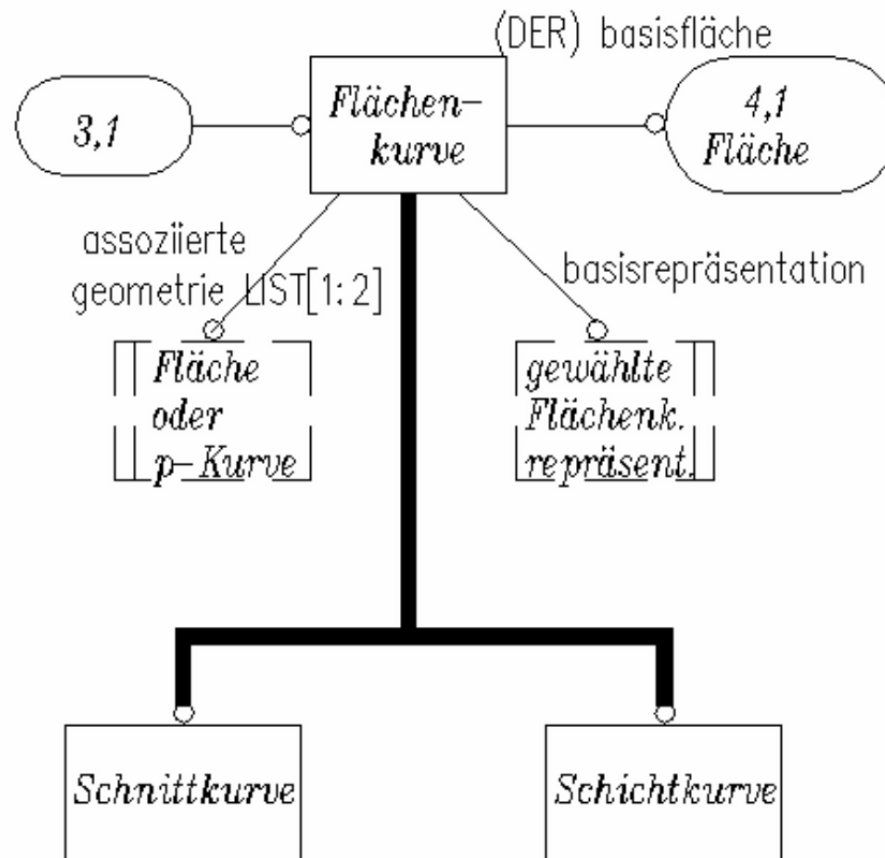 (DER) basisfläche
3,1
Flächen-
kurve
4,1
Fläche
assoziierte
geometrie LIST[1:2]
basisrepräsentation
Fläche
oder
p-Kurve
gewählte
Flächenk.
repräsent.
Schnittkurve
Schichtkurve